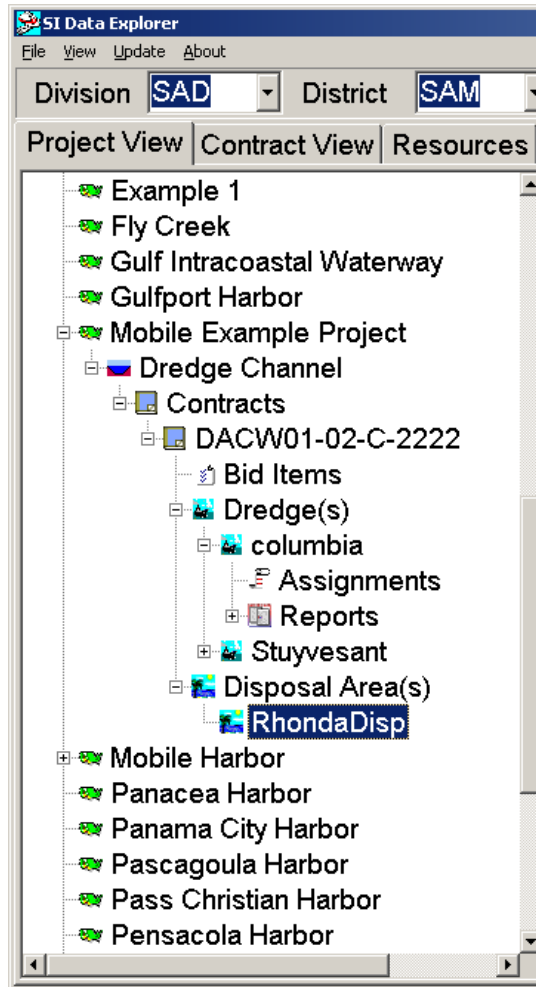 SI Data Explorer
File View Update About
Division SAD District SAM
Project View Contract View Resources
Example 1
Fly Creek
Gulf Intracoastal Waterway
Gulfport Harbor
Mobile Example Project
Dredge Channel
Contracts
DACW01-02-C-2222
Bid Items
Dredge(s)
columbia
Assignments
Reports
Stuyvesant
Disposal Area(s)
RhondaDisp
Mobile Harbor
Panacea Harbor
Panama City Harbor
Pascagoula Harbor
Pass Christian Harbor
Pensacola Harbor